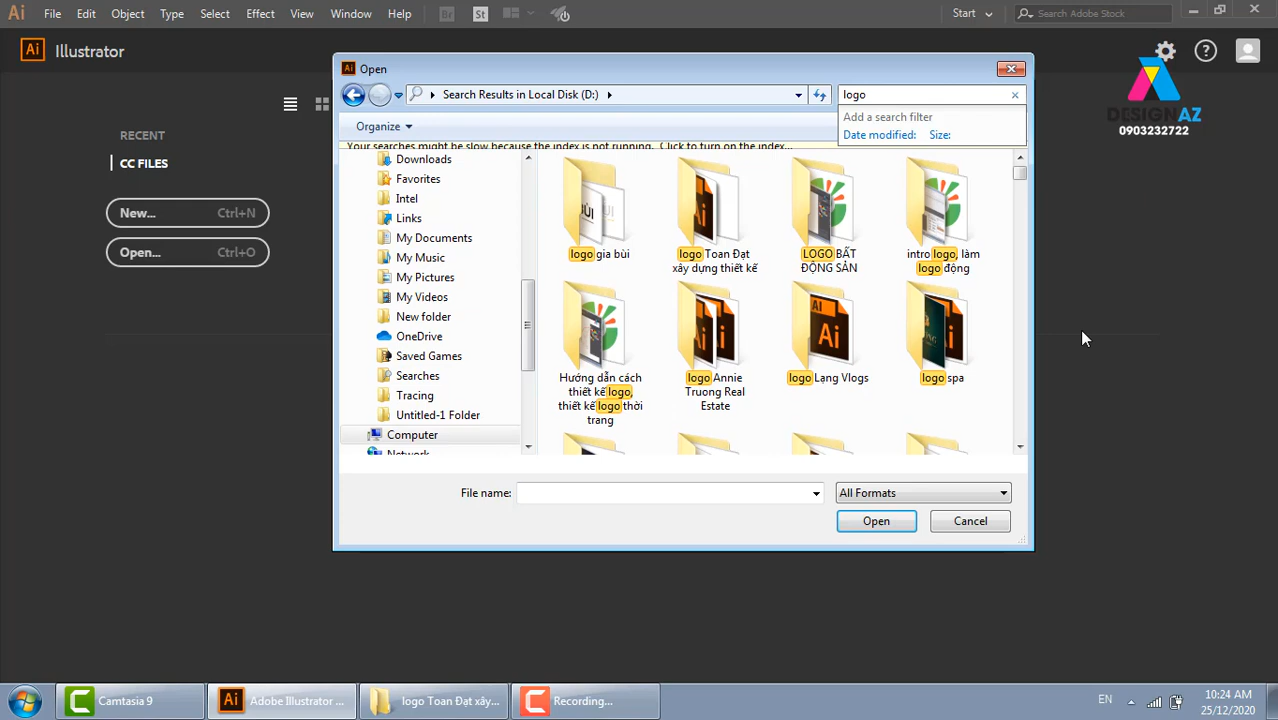 Ai File Edit Object Type Select Effect View Window Help Br St Start Search Adobe Stock
Ai Illustrator
DESIGNAZ
0903232722
RECENT
CC FILES
New... Ctrl+N
Open... Ctrl+O
Ai Open
Search Results in Local Disk (D:)
logo
Add a search filter
Date modified: Size:
Organize
Your searches might be slow because the index is not running. Click to turn on the index...
Downloads
Favorites
Intel
Links
My Documents
My Music
My Pictures
My Videos
New folder
OneDrive
Saved Games
Searches
Tracing
Untitled-1 Folder
Computer
Network
logo gia bùi
logo Toan Đạt
xây dựng thiết kế
LOGO BẤT
ĐỘNG SẢN
intro logo, làm
logo động
Hướng dẫn cách
thiết kế logo,
thiết kế logo thời
trang
logo Annie
Truong Real
Estate
logo Lạng Vlogs
logo spa
File name:
All Formats
Open
Cancel
Camtasia 9
Ai Adobe Illustrator ...
logo Toan Đạt xây...
Recording...
EN
10:24 AM
25/12/2020